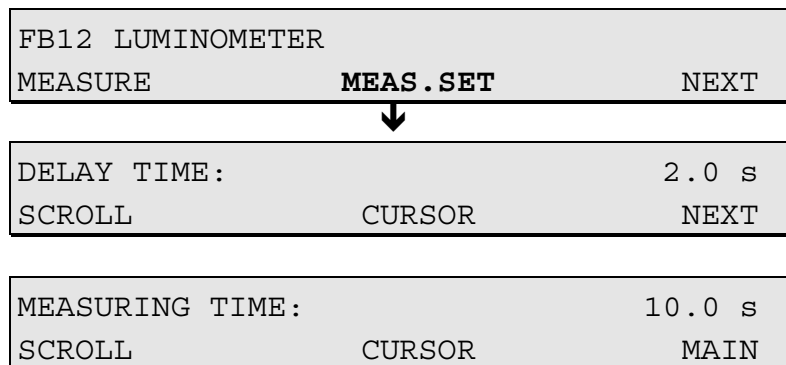 FB12 LUMINOMETER
MEASURE MEAS.SET NEXT
DELAY TIME: 2.0 s
SCROLL CURSOR NEXT
MEASURING TIME: 10.0 s
SCROLL CURSOR MAIN